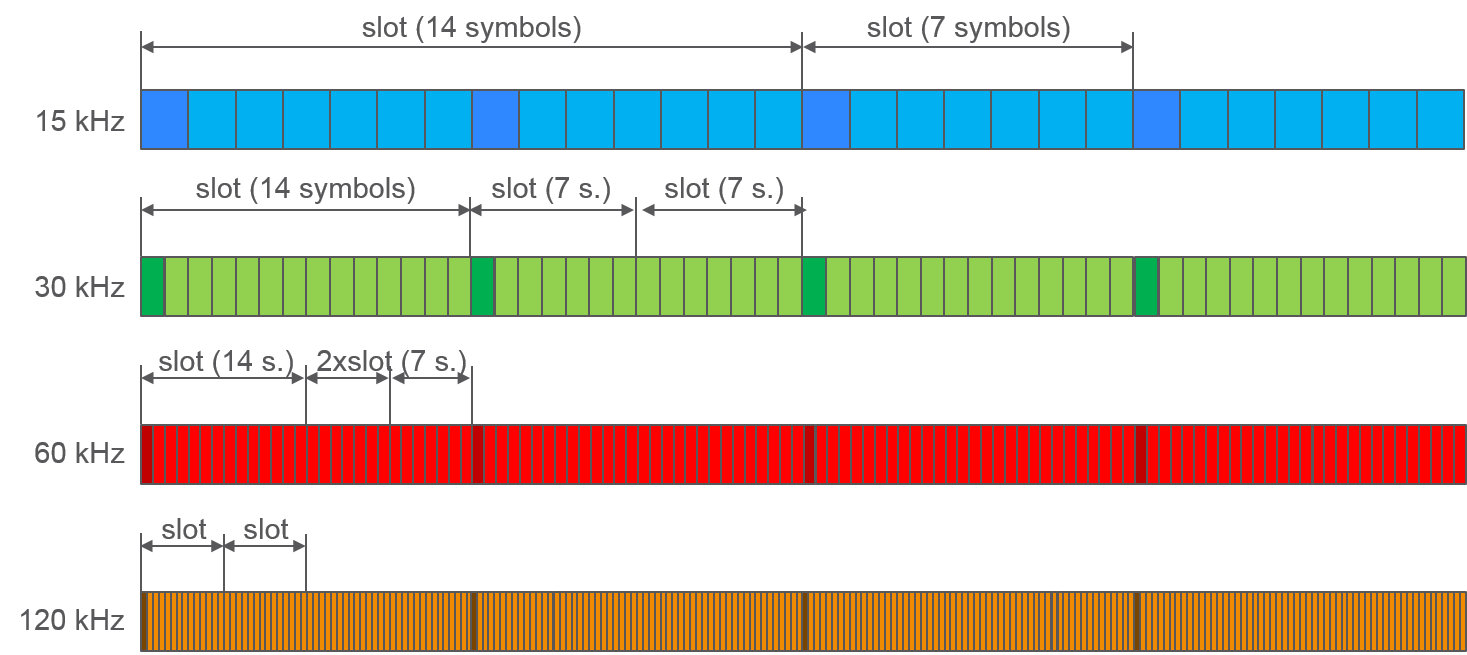 slot (14 symbols) slot (7 symbols)
15 kHz
slot (14 symbols) slot (7 s.) slot (7 s.)
30 kHz
slot (14 s.) 2xslot (7 s.)
60 kHz
slot slot
120 kHz